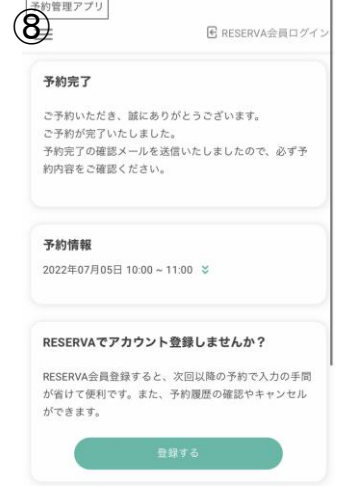 予約管理アプリ
⑧
RESERVA会員ログイン
予約完了
ご予約いただき、誠にありがとうございます。
ご予約が完了いたしました。
予約完了の確認メールを送信いたしましたので、必ず予
約内容をご確認ください。
予約情報
2022年07月05日 10:00 ~ 11:00
RESERVAでアカウント登録しませんか？
RESERVA会員登録すると、次回以降の予約で入力の手間
が省けて便利です。また、予約履歴の確認やキャンセル
ができます。
登録する